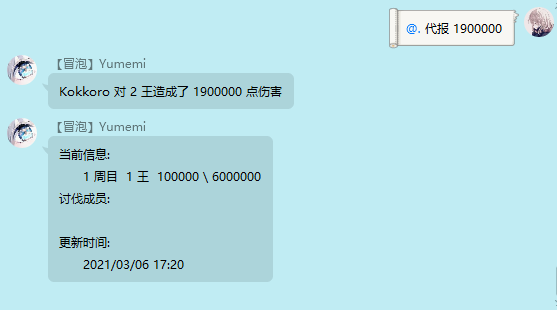 @. 代报 1900000
【冒泡】Yumemi
Kokkoro 对 2 王造成了 1900000 点伤害
【冒泡】Yumemi
当前信息:
1 周目 1 王 100000 \ 6000000
讨伐成员:
更新时间:
2021/03/06 17:20